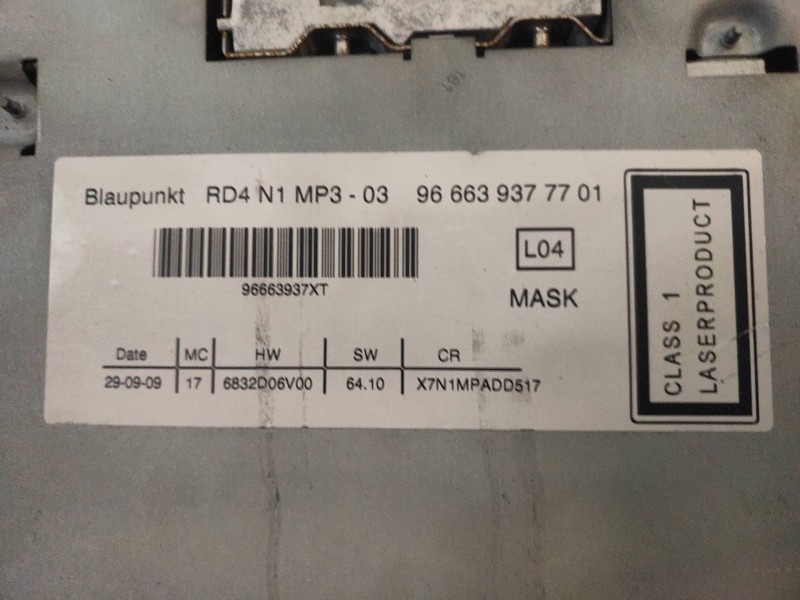 161
Blaupunkt RD4 N1 MP3 - 03 96 663 937 77 01
96663937XT
L04
MASK
Date MC HW SW CR
29-09-09 17 6832D06V00 64.10 X7N1MPADD517
CLASS 1
LASERPRODUCT